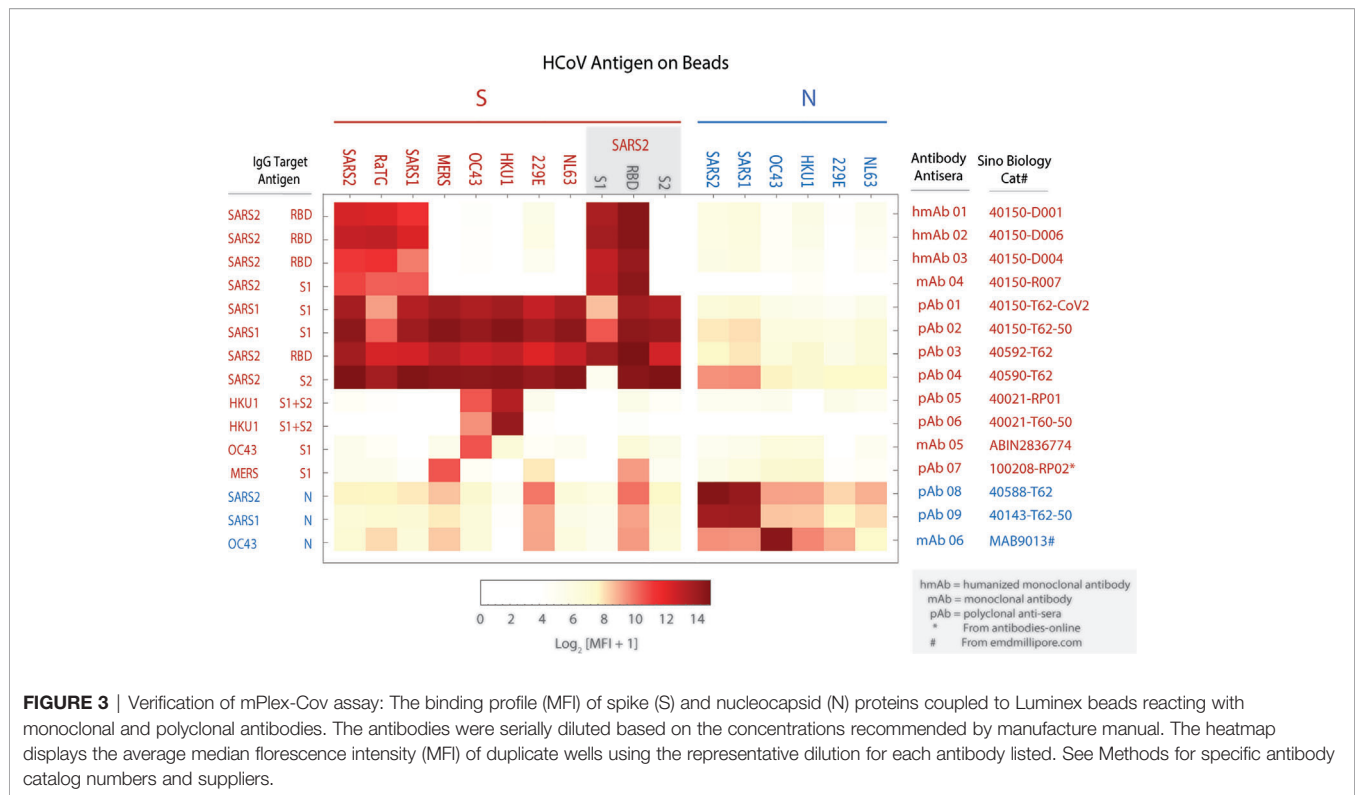 HCoV Antigen on Beads
S
N
IgG Target
Antigen
SARS2
RaTG
SARS1
MERS
OC43
HKU1
229E
NL63
SARS2
S1
RBD
S2
SARS2
SARS1
OC43
HKU1
229E
NL63
Antibody
Antisera
Sino Biology
Cat#
SARS2 RBD hmAb 01 40150-D001
SARS2 RBD hmAb 02 40150-D006
SARS2 RBD hmAb 03 40150-D004
SARS2 S1 mAb 04 40150-R007
SARS1 S1 pAb 01 40150-T62-CoV2
SARS1 S1 pAb 02 40150-T62-50
SARS2 RBD pAb 03 40592-T62
SARS2 S2 pAb 04 40590-T62
HKU1 S1+S2 pAb 05 40021-RP01
HKU1 S1+S2 pAb 06 40021-T60-50
OC43 S1 mAb 05 ABIN2836774
MERS S1 pAb 07 100208-RP02*
SARS2 N pAb 08 40588-T62
SARS1 N pAb 09 40143-T62-50
OC43 N mAb 06 MAB9013#
0 2 4 6 8 10 12 14
Log2 [MFI + 1]
hmAb = humanized monoclonal antibody
mAb = monoclonal antibody
pAb = polyclonal anti-sera
* From antibodies-online
# From emdmillipore.com
FIGURE 3 | Verification of mPlex-Cov assay: The binding profile (MFI) of spike (S) and nucleocapsid (N) proteins coupled to Luminex beads reacting with
monoclonal and polyclonal antibodies. The antibodies were serially diluted based on the concentrations recommended by manufacture manual. The heatmap
displays the average median florescence intensity (MFI) of duplicate wells using the representative dilution for each antibody listed. See Methods for specific antibody
catalog numbers and suppliers.